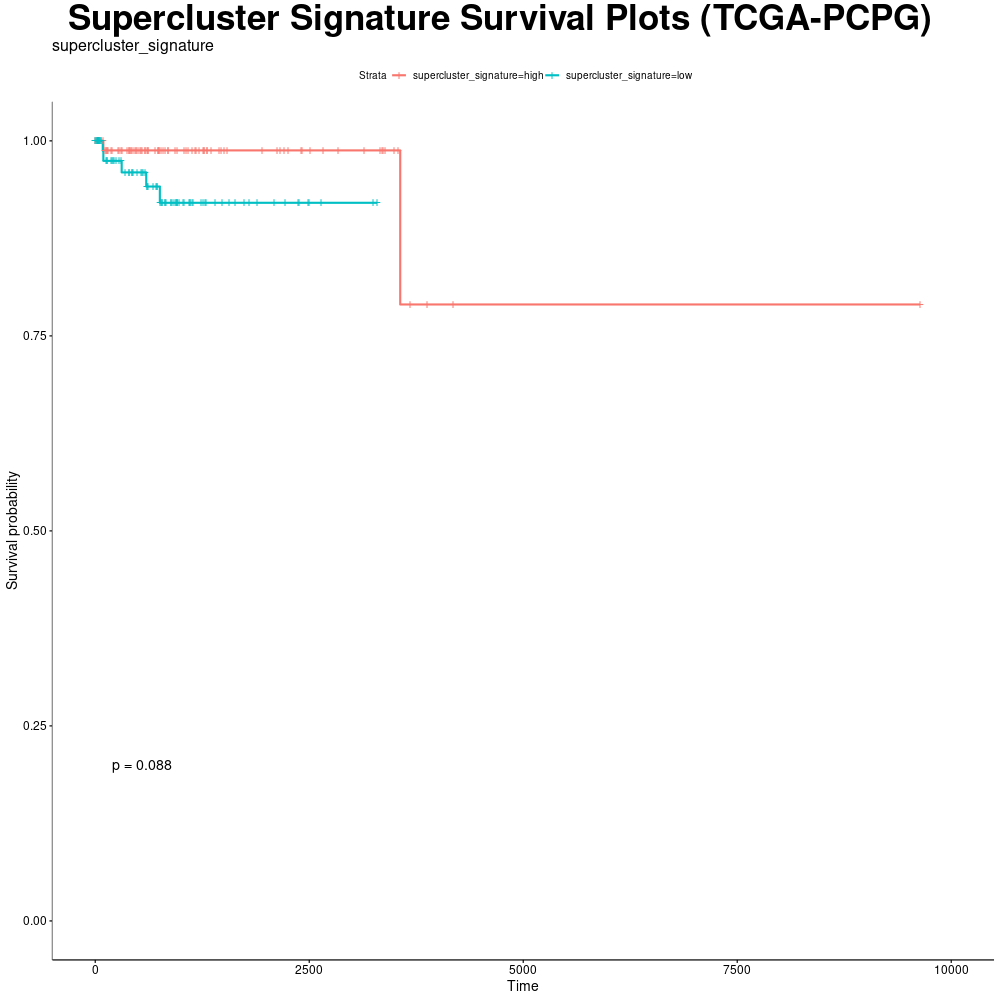 Supercluster Signature Survival Plots (TCGA-PCPG)
supercluster_signature
Strata supercluster_signature=high supercluster_signature=low
1.00
0.75
0.50
0.25
0.00
Survival probability
p = 0.088
0 2500 5000 7500 10000
Time